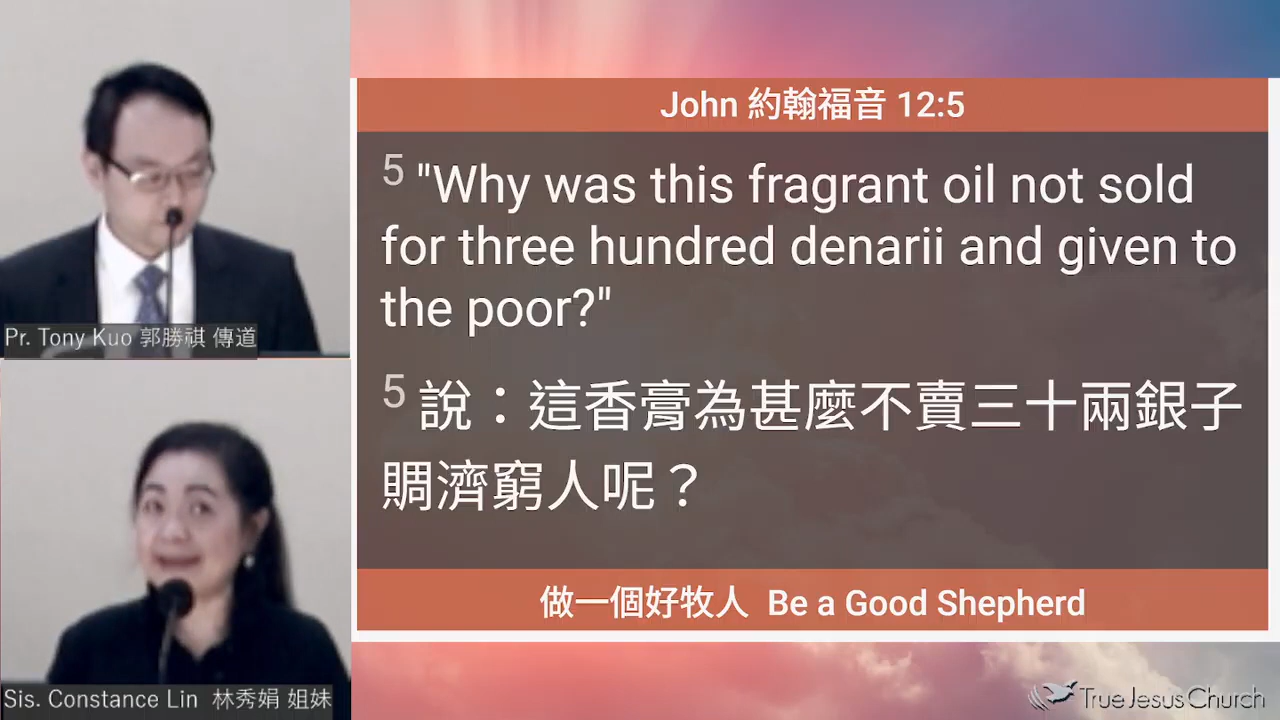 Pr. Tony Kuo 郭勝祺 傳道
Sis. Constance Lin 林秀娟 姐妹
John 約翰福音 12:5
5 "Why was this fragrant oil not sold
for three hundred denarii and given to
the poor?"
5 說：這香膏為甚麼不賣三十兩銀子
賙濟窮人呢？
做一個好牧人 Be a Good Shepherd
True Jesus Church